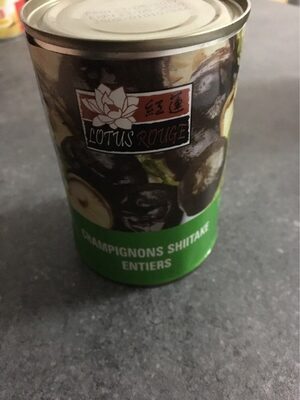 紅蓮
LOTUS ROUGE
CHAMPIGNONS SHIITAKE
ENTIERS